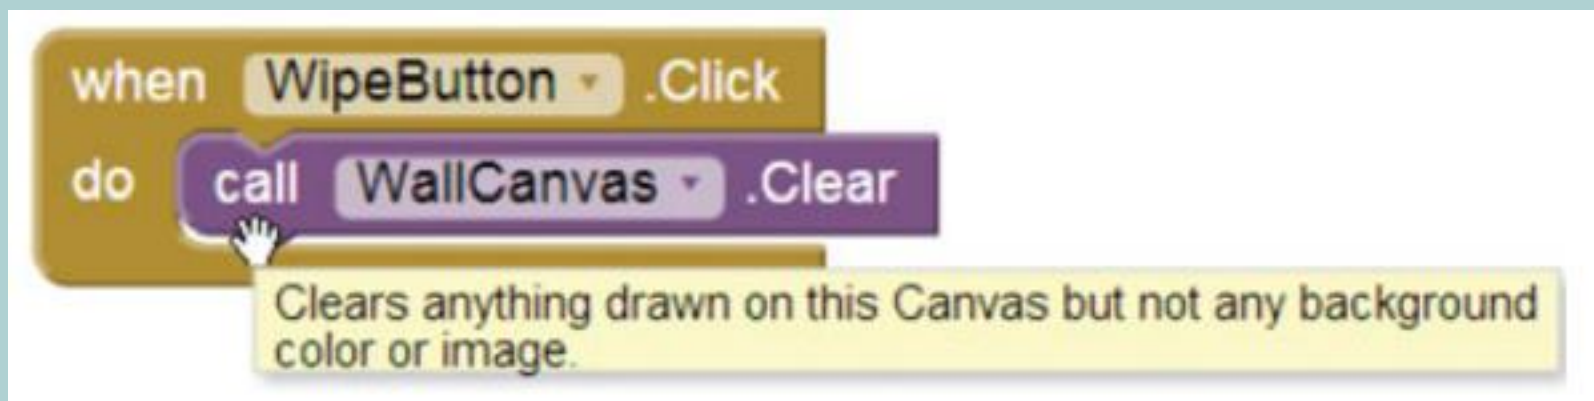 when WipeButton .Click
do call WallCanvas .Clear
Clears anything drawn on this Canvas but not any background
color or image.